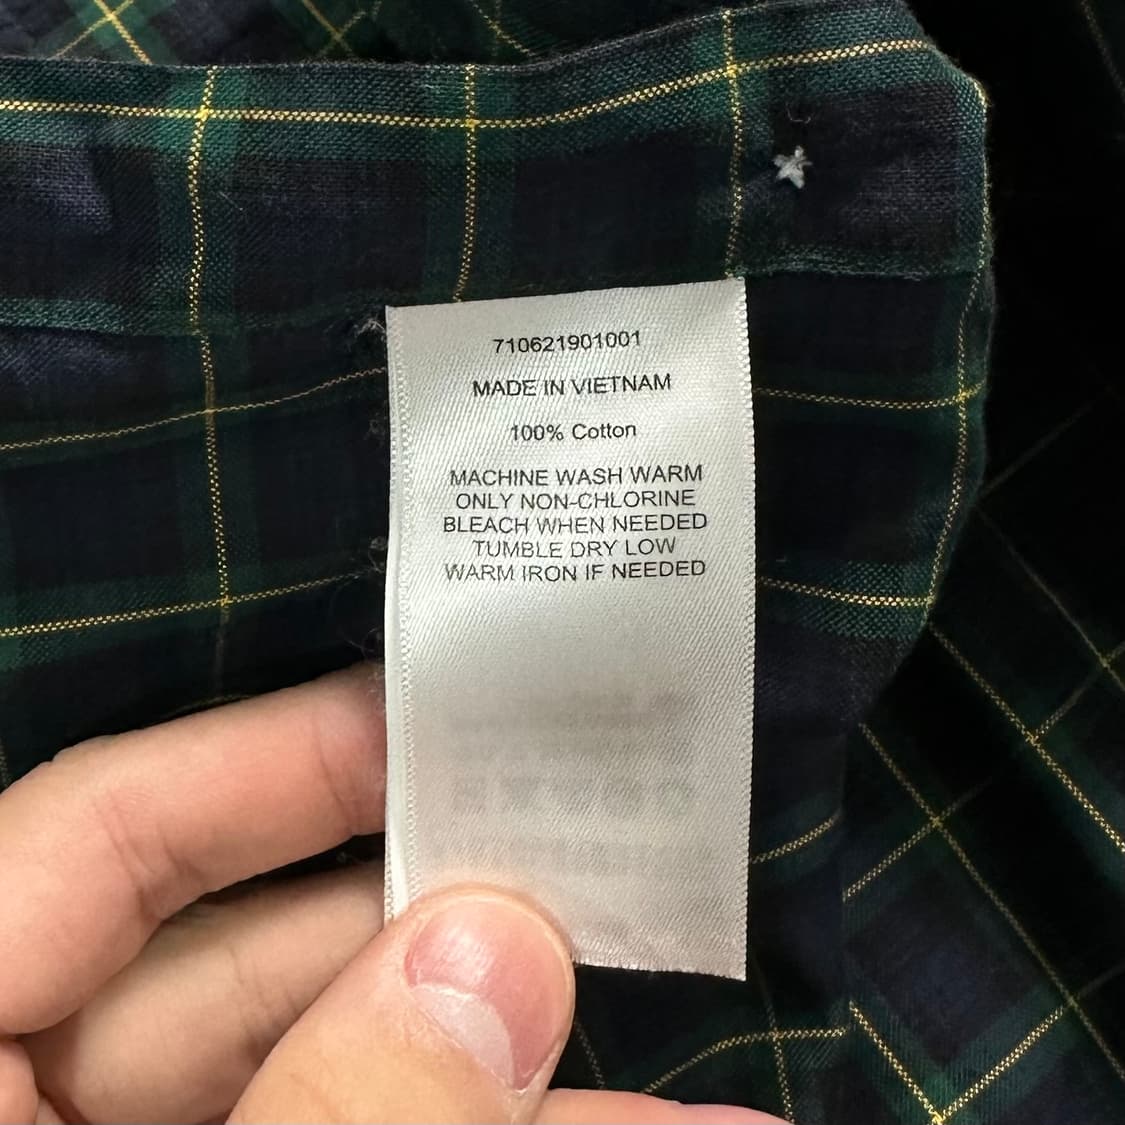 710621901001
MADE IN VIETNAM
100% Cotton
MACHINE WASH WARM
ONLY NON-CHLORINE
BLEACH WHEN NEEDED
TUMBLE DRY LOW
WARM IRON IF NEEDED